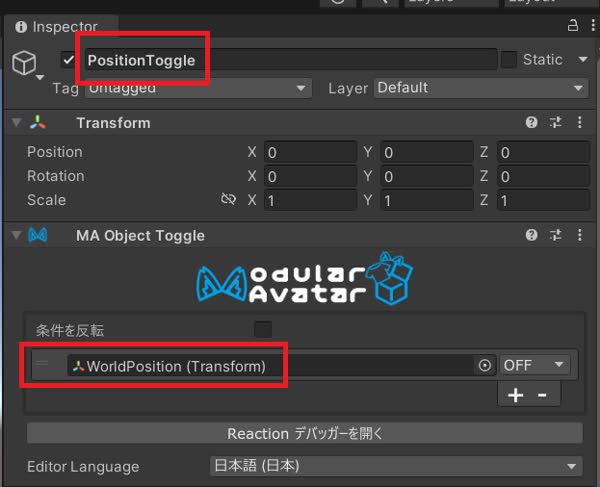 Layers
Layout
Inspector
PositionToggle
Static
Tag Untagged Layer Default
Transform
Position X 0 Y 0 Z 0
Rotation X 0 Y 0 Z 0
Scale X 1 Y 1 Z 1
MA Object Toggle
Modular
Avatar
条件を反転
WorldPosition (Transform) OFF
+ -
Reaction デバッガーを開く
Editor Language 日本語 (日本)